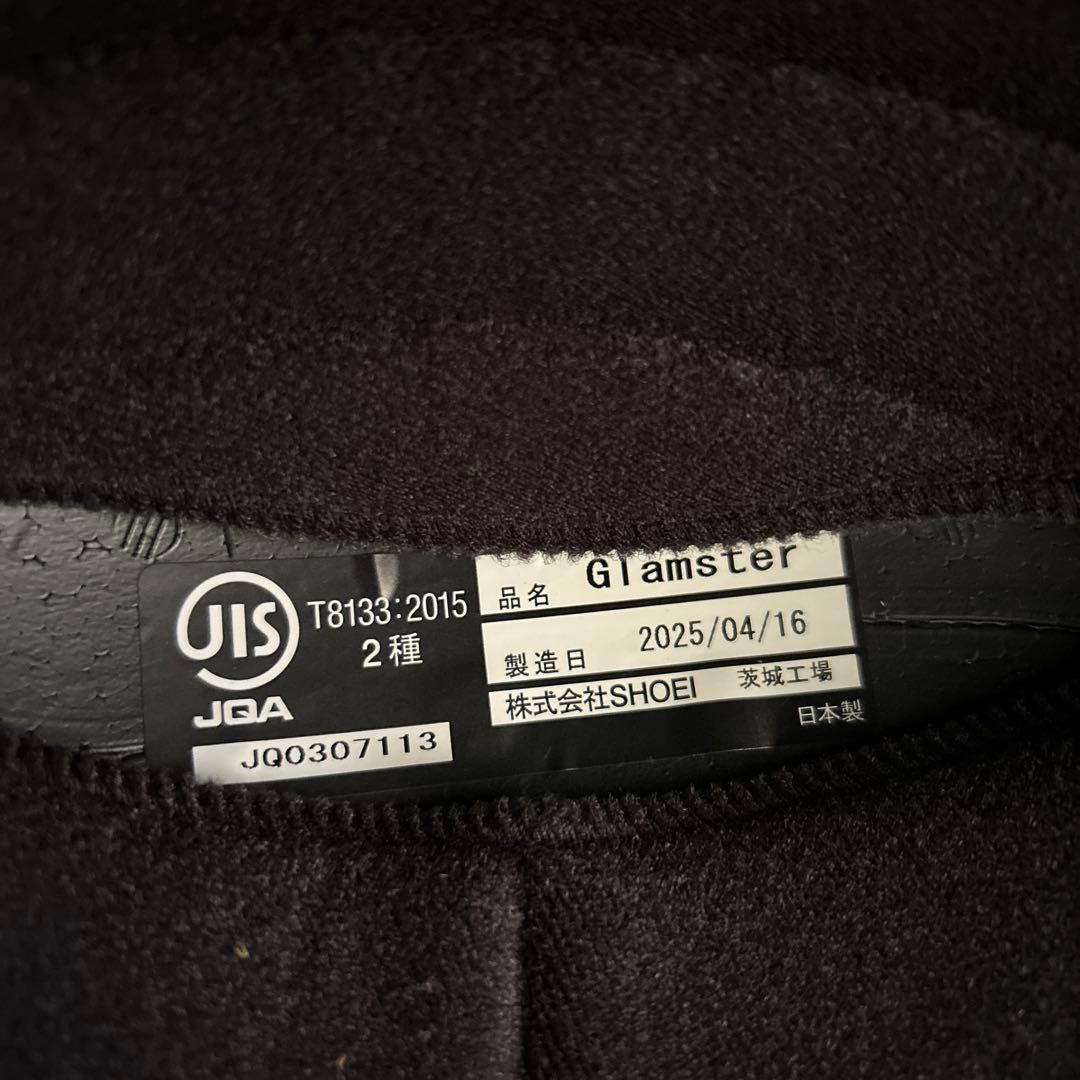 JIS
T8133:2015
2種
JQA
JQ0307113
品名 Glamster
製造日 2025/04/16
株式会社SHOEI 茨城工場
日本製